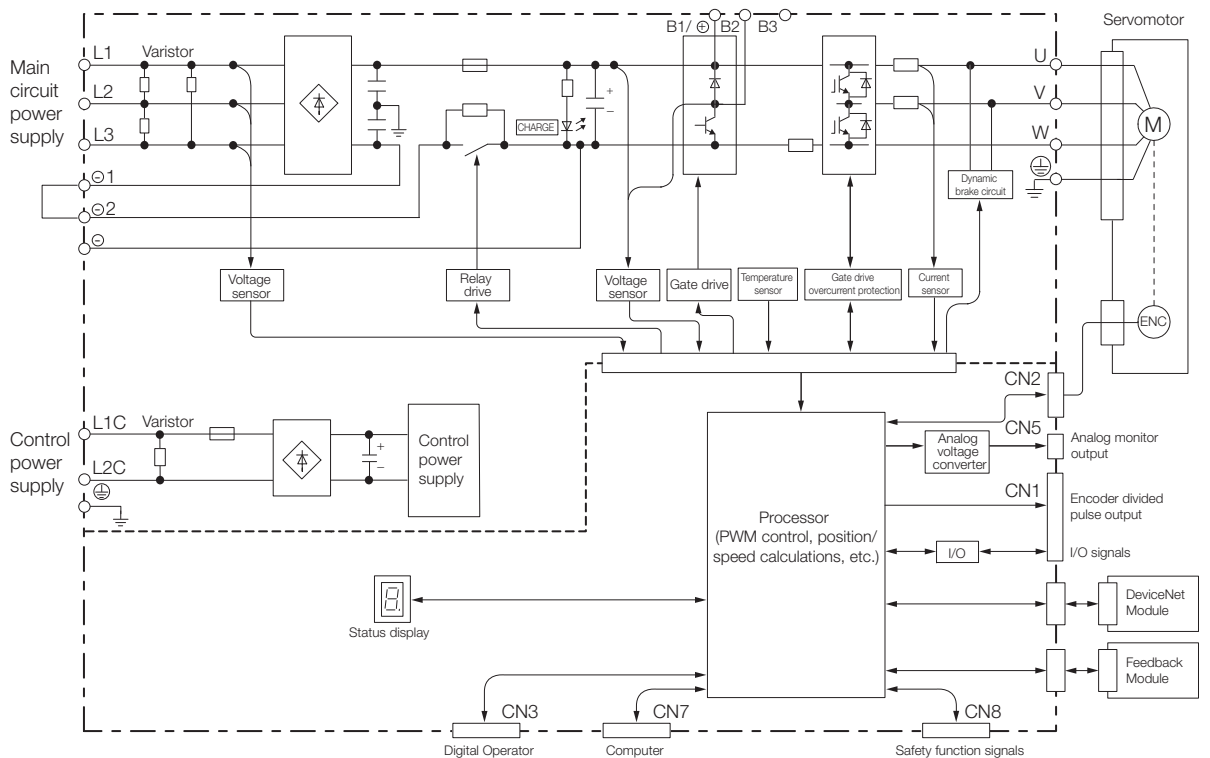 B1/ ⊕ B2 B3
Servomotor
Main
circuit
power
supply
L1
Varistor
L2
L3
⊖1
⊖2
⊖
CHARGE
+
–
U
V
W
M
Dynamic
brake circuit
Voltage
sensor
Relay
drive
Voltage
sensor
Gate drive
Temperature
sensor
Gate drive
overcurrent protection
Current
sensor
ENC
Control
power
supply
L1C
Varistor
L2C
+
–
Control
power
supply
Processor
(PWM control, position/
speed calculations, etc.)
CN2
CN5
Analog
voltage
converter
Analog monitor
output
CN1
Encoder divided
pulse output
I/O
I/O signals
8.
Status display
DeviceNet
Module
Feedback
Module
CN3
Digital Operator
CN7
Computer
CN8
Safety function signals